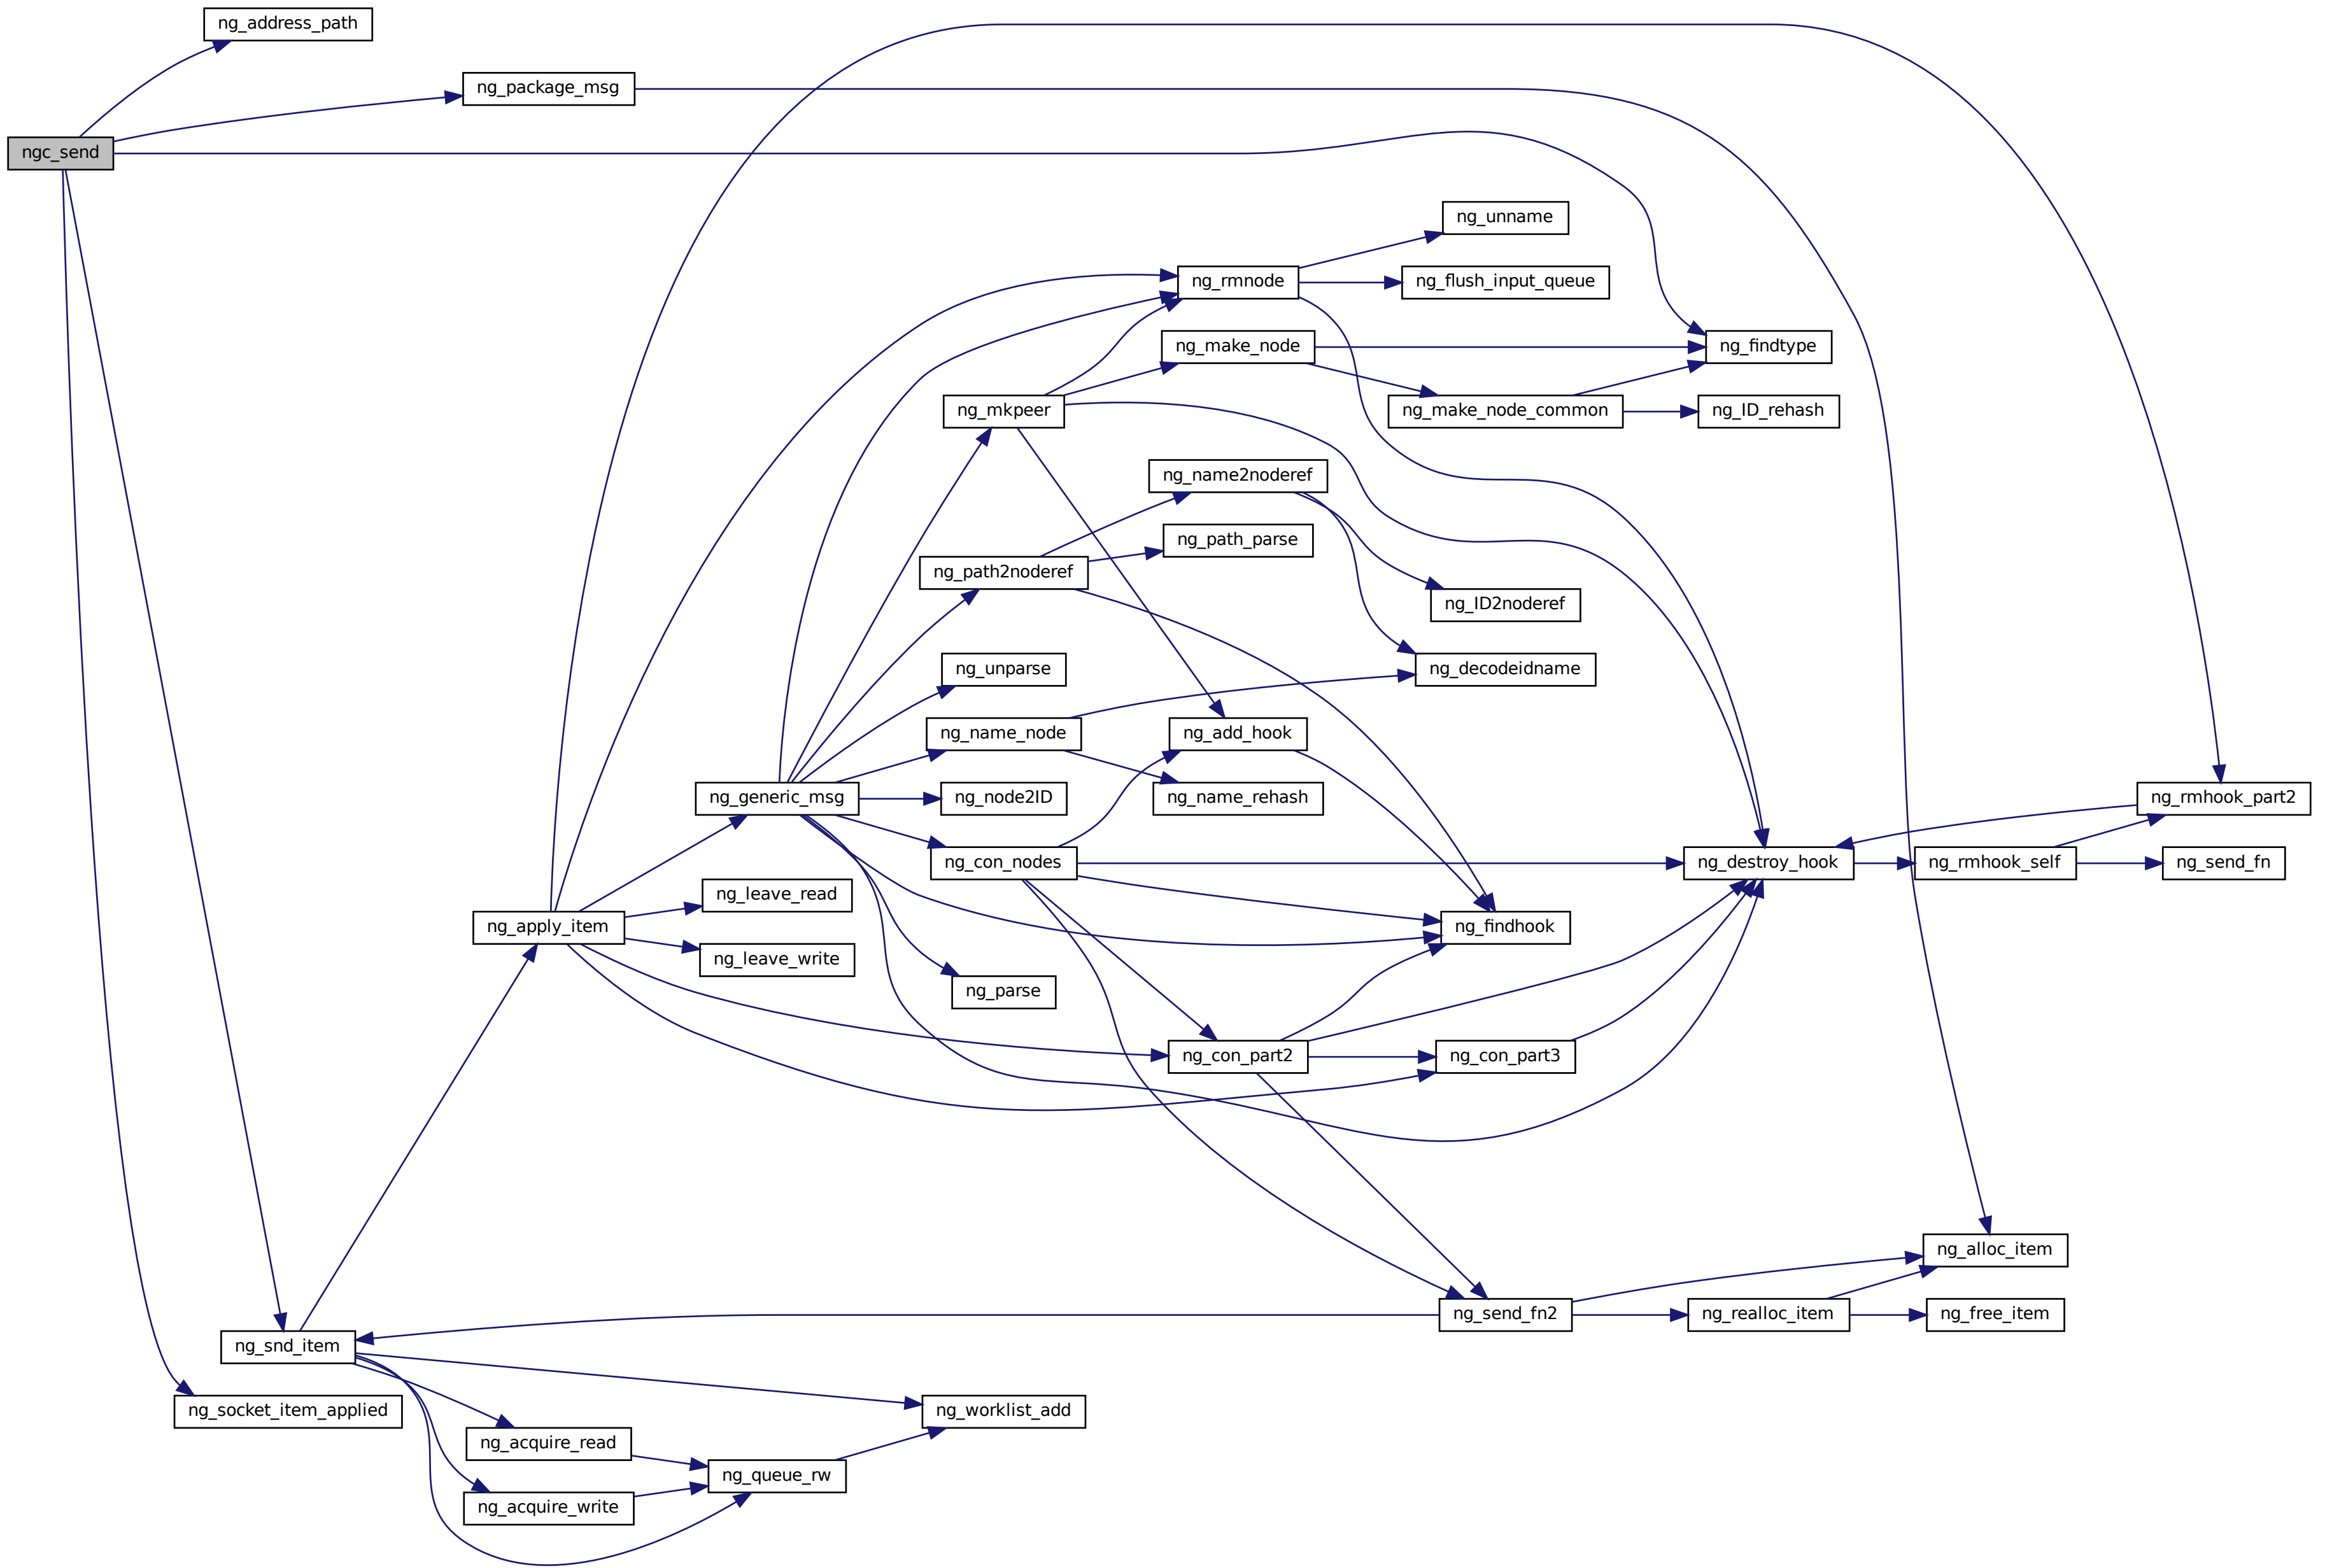 ng_address_path
ng_package_msg
ngc_send
ng_unname
ng_rmnode
ng_flush_input_queue
ng_make_node
ng_findtype
ng_mkpeer
ng_make_node_common
ng_ID_rehash
ng_name2noderef
ng_path_parse
ng_path2noderef
ng_ID2noderef
ng_unparse
ng_decodeidname
ng_name_node
ng_add_hook
ng_generic_msg
ng_node2ID
ng_name_rehash
ng_rmhook_part2
ng_con_nodes
ng_destroy_hook
ng_rmhook_self
ng_send_fn
ng_leave_read
ng_apply_item
ng_findhook
ng_leave_write
ng_parse
ng_con_part2
ng_con_part3
ng_alloc_item
ng_send_fn2
ng_realloc_item
ng_free_item
ng_snd_item
ng_socket_item_applied
ng_worklist_add
ng_acquire_read
ng_queue_rw
ng_acquire_write